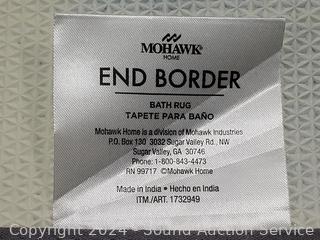 MOHAWK®
HOME
END BORDER
BATH RUG
TAPETE PARA BAÑO
Mohawk Home is a division of Mohawk Industries
P.O. Box 130 3032 Sugar Valley Rd., NW
Sugar Valley, GA 30746
Phone: 1-800-843-4473
RN 99717 ©Mohawk Home
Made in India • Hecho en India
ITM./ART. 1732949
Copyright 2024 Sound Auction Service